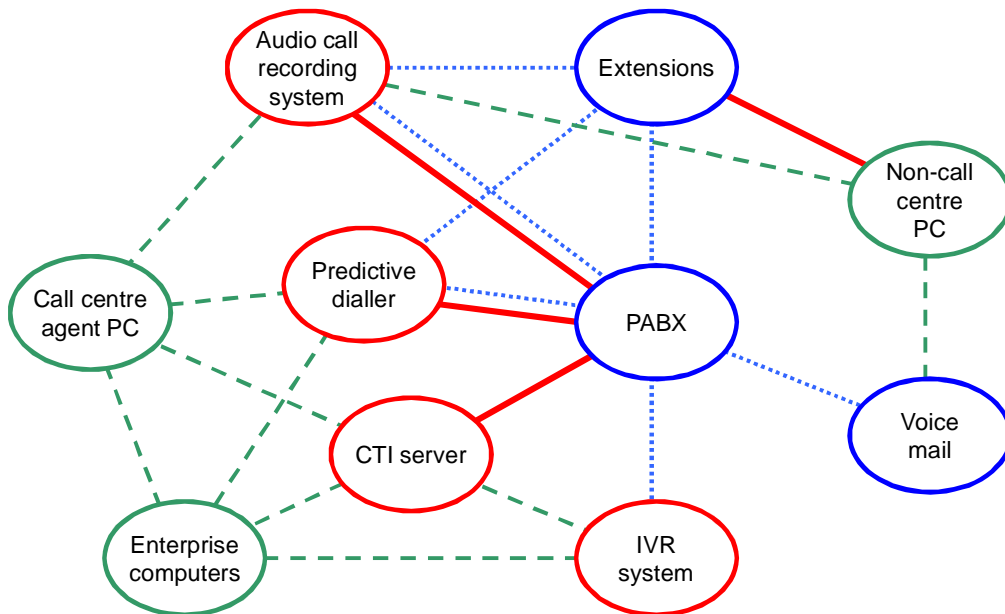 Audio call
recording
system
Extensions
Non-call
centre
PC
Predictive
dialler
Call centre
agent PC
PABX
Voice
mail
CTI server
Enterprise
computers
IVR
system